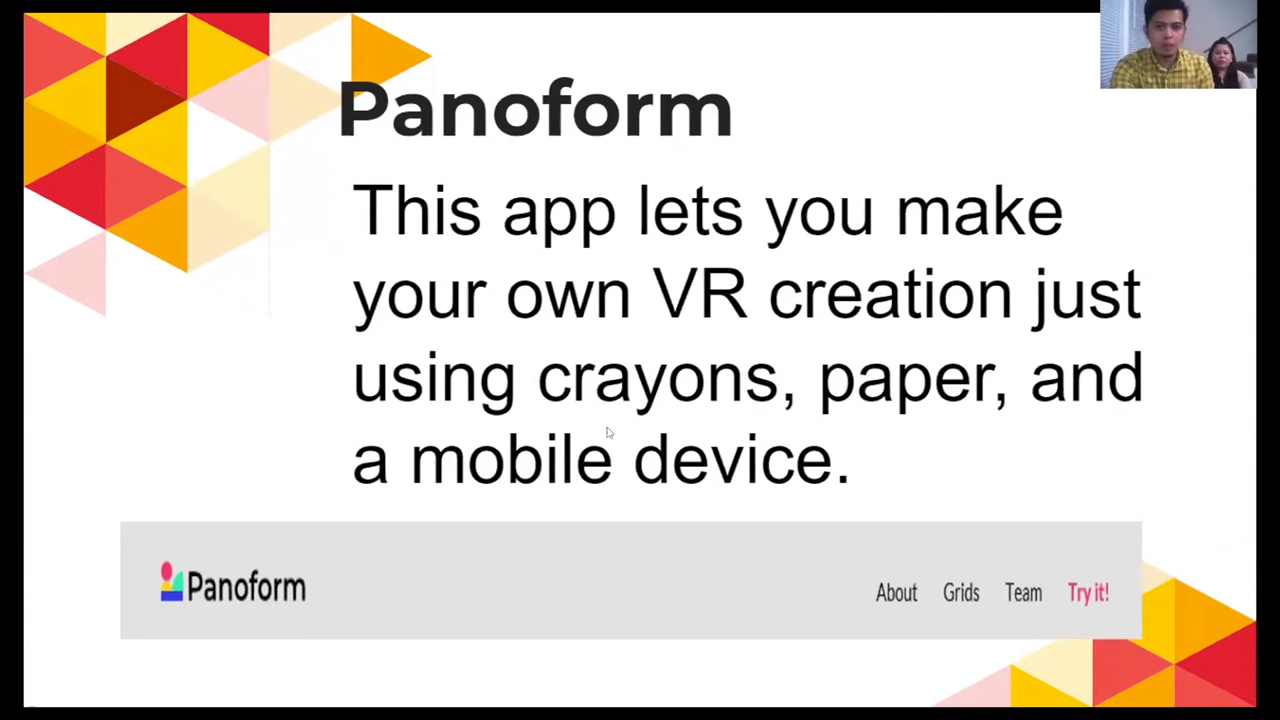 Panoform
This app lets you make
your own VR creation just
using crayons, paper, and
a mobile device.
Panoform
About Grids Team Try it!